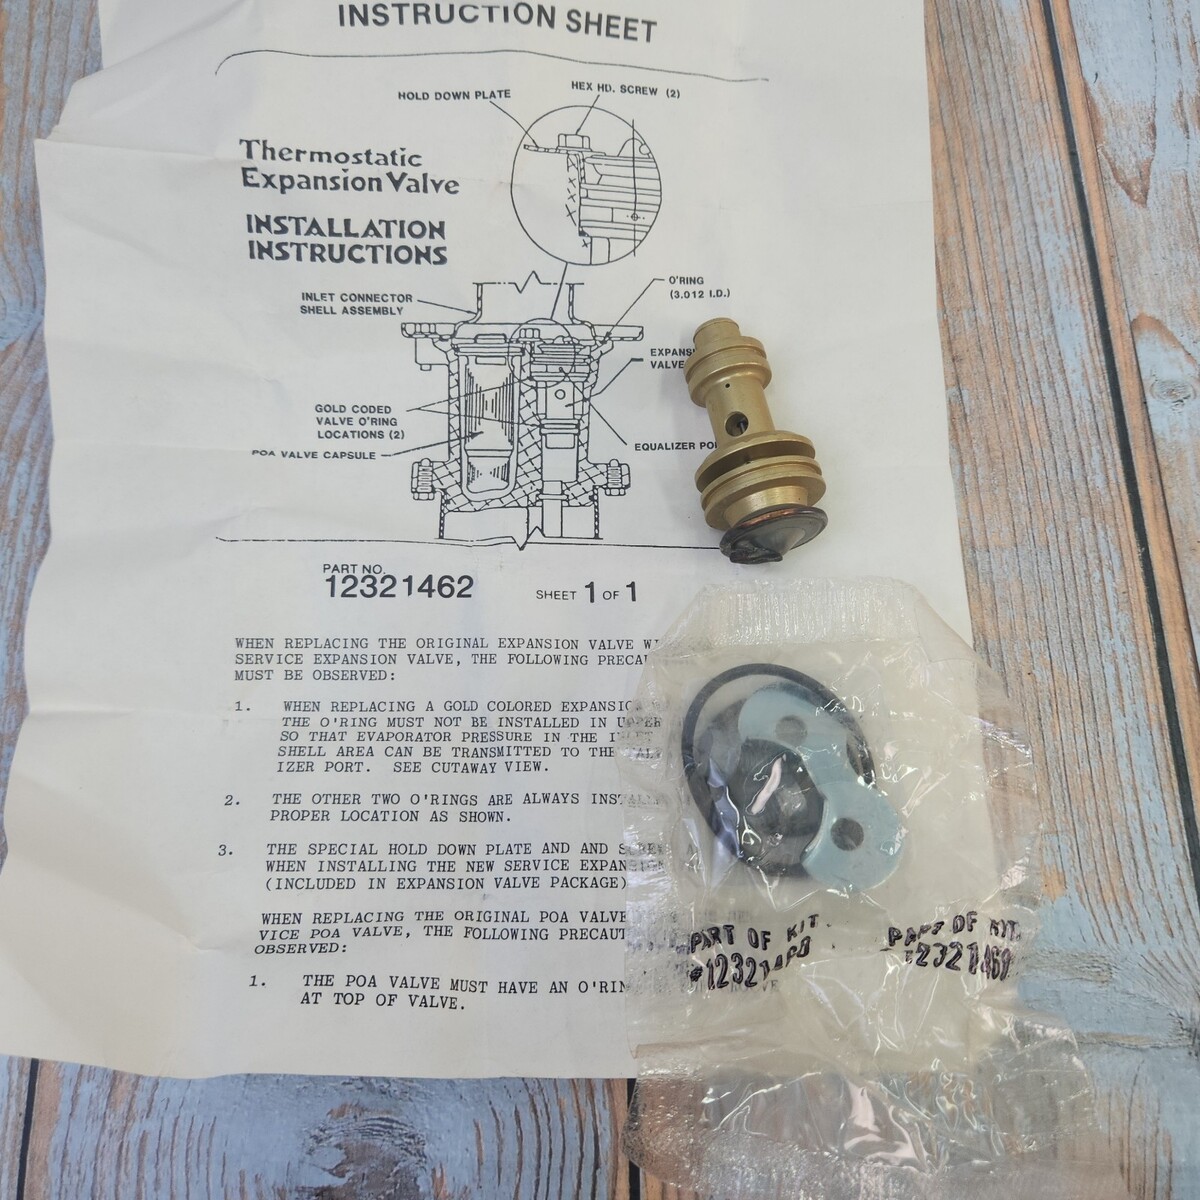 INSTRUCTION SHEET
HOLD DOWN PLATE
HEX HD. SCREW (2)
Thermostatic
Expansion Valve
INSTALLATION
INSTRUCTIONS
INLET CONNECTOR
SHELL ASSEMBLY
O'RING
(3.012 I.D.)
VALVE
GOLD CODED
VALVE O'RING
LOCATIONS (2)
POA VALVE CAPSULE
EQUALIZER
PART NO.
12321462
SHEET 1 OF 1
WHEN REPLACING THE ORIGINAL EXPANSION VALVE
SERVICE EXPANSION VALVE, THE FOLLOWING
MUST BE OBSERVED:
1. WHEN REPLACING A GOLD COLORED
THE O'RING MUST NOT BE INSTALLED IN UPPER
SO THAT EVAPORATOR PRESSURE IN THE INLET
SHELL AREA CAN BE TRANSMITTED TO THE
IZER PORT. SEE CUTAWAY VIEW.
2. THE OTHER TWO O'RINGS ARE ALWAYS
PROPER LOCATION AS SHOWN.
3. THE SPECIAL HOLD DOWN PLATE AND AND
WHEN INSTALLING THE NEW SERVICE
(INCLUDED IN EXPANSION VALVE PACKAGE)
WHEN REPLACING THE ORIGINAL POA VALVE
VICE POA VALVE, THE FOLLOWING
OBSERVED:
1. THE POA VALVE MUST HAVE AN
AT TOP OF VALVE.
PART OF KIT
PART OF KIT